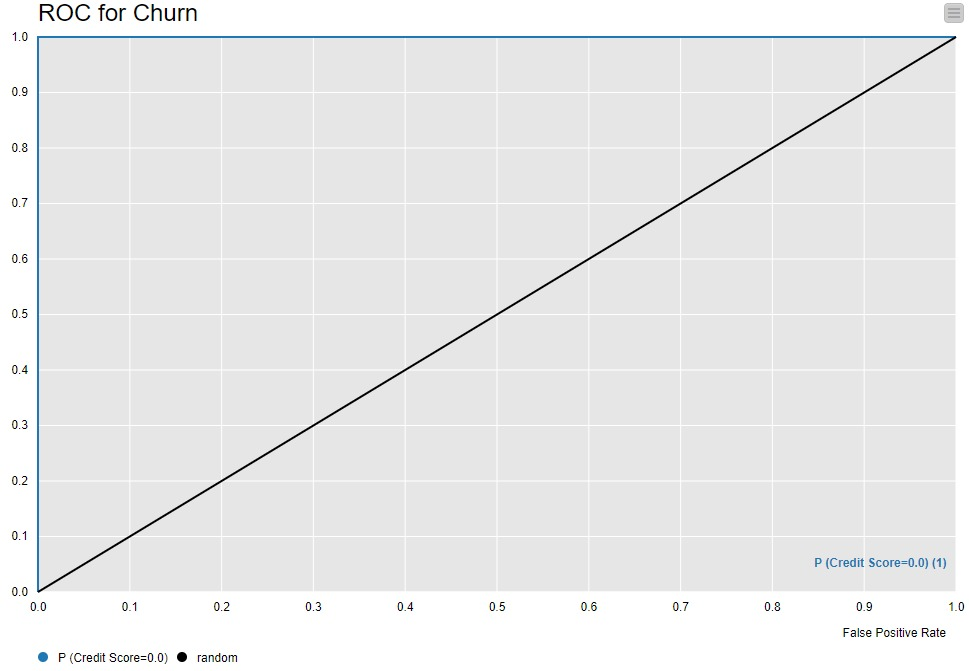 ROC for Churn
1.0
0.9
0.8
0.7
0.6
0.5
0.4
0.3
0.2
0.1
0.0
P (Credit Score=0.0) (1)
0.0 0.1 0.2 0.3 0.4 0.5 0.6 0.7 0.8 0.9 1.0
False Positive Rate
P (Credit Score=0.0) random